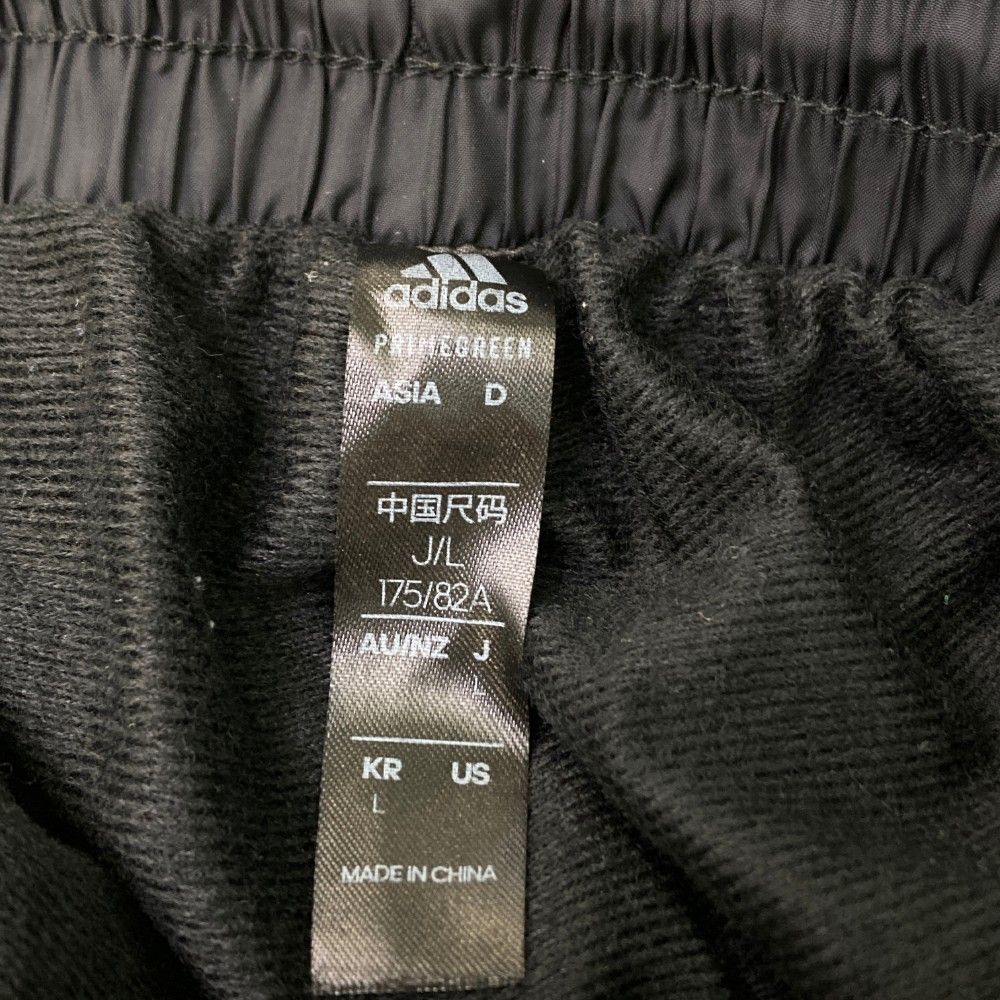 adidas
PRIMEGREEN
ASIA D
中国尺码
J/L
175/82A
AU/NZ J
L
KR US
L
MADE IN CHINA